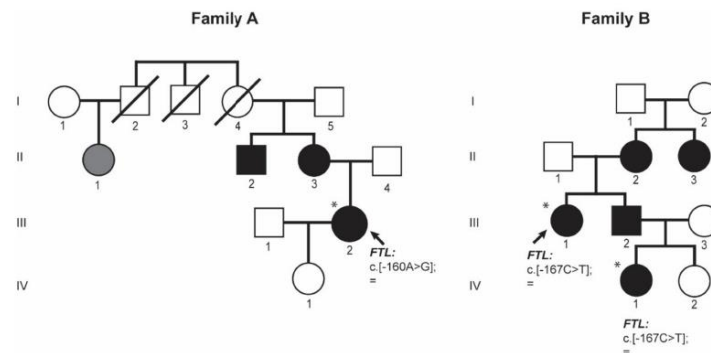 Family A
Family B
I
1
2
3
4
5
I
1
2
II
1
2
3
4
II
1
2
3
III
1
*
2
FTL:
c.[-160A>G];
=
III
*
1
2
3
FTL:
c.[-167C>T];
=
IV
1
IV
*
1
2
FTL:
c.[-167C>T];
=